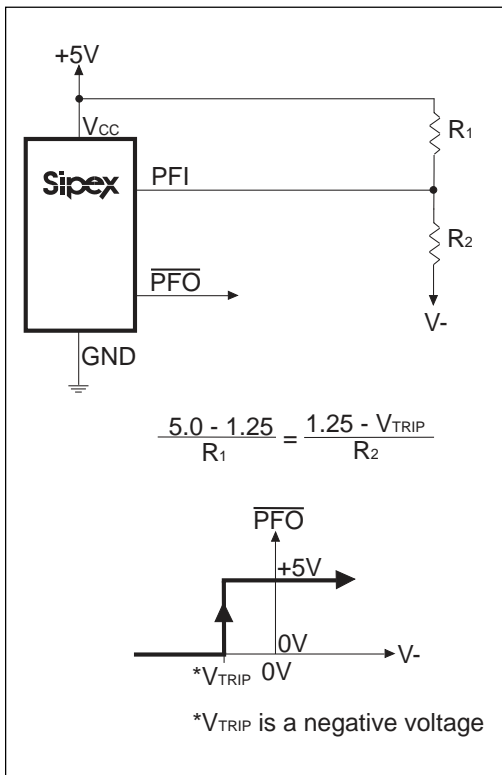 +5V
VCC
R1
Sipex
PFI
R2
PFO
V-
GND
5.0 - 1.25 / R1 = 1.25 - VTRIP / R2
PFO
+5V
0V
V-
*VTRIP 0V
*VTRIP is a negative voltage